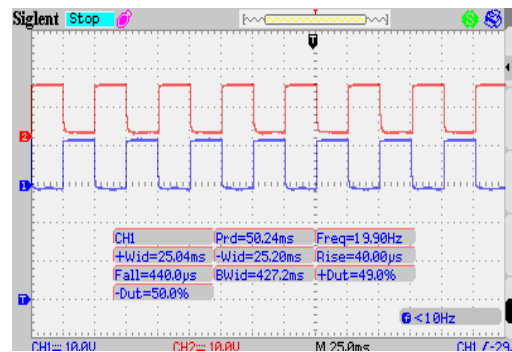 Siglent Stop
T
2
1
CH1 Prd=50.24ms Freq=19.90Hz
+Wid=25.04ms -Wid=25.20ms Rise=40.00µs
Fall=440.0µs BWid=427.2ms +Dut=49.0%
-Dut=50.0%
T
<10Hz
CH1 10.0V CH2 10.0V M 25.0ms CH1 -29.